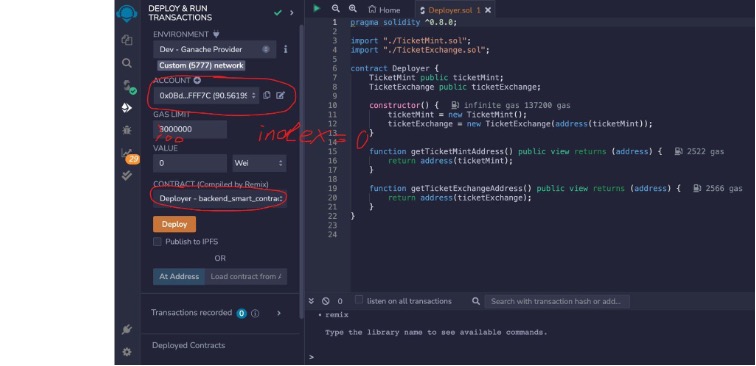 DEPLOY & RUN
TRANSACTIONS
ENVIRONMENT
Dev - Ganache Provider
Custom (5777) network
ACCOUNT
0x0Bd...FFF7C (90.56195
GAS LIMIT
3000000
VALUE
0
Wei
CONTRACT (Compiled by Remix)
Deployer - backend_smart_contrac
Deploy
Publish to IPFS
OR
At Address
Load contract from A
Transactions recorded 0
Deployed Contracts
29
index = 0
Home
Deployer.sol 1
1 pragma solidity ^0.8.0;
2
3 import "./TicketMint.sol";
4 import "./TicketExchange.sol";
5
6 contract Deployer {
7 TicketMint public ticketMint;
8 TicketExchange public ticketExchange;
9
10 constructor() { infinite gas 137200 gas
11 ticketMint = new TicketMint();
12 ticketExchange = new TicketExchange(address(ticketMint));
13 }
14
15 function getTicketMintAddress() public view returns (address) { 2522 gas
16 return address(ticketMint);
17 }
18
19 function getTicketExchangeAddress() public view returns (address) { 2566 gas
20 return address(ticketExchange);
21 }
22 }
23
24
0
listen on all transactions
Search with transaction hash or add...
• remix
Type the library name to see available commands.
>